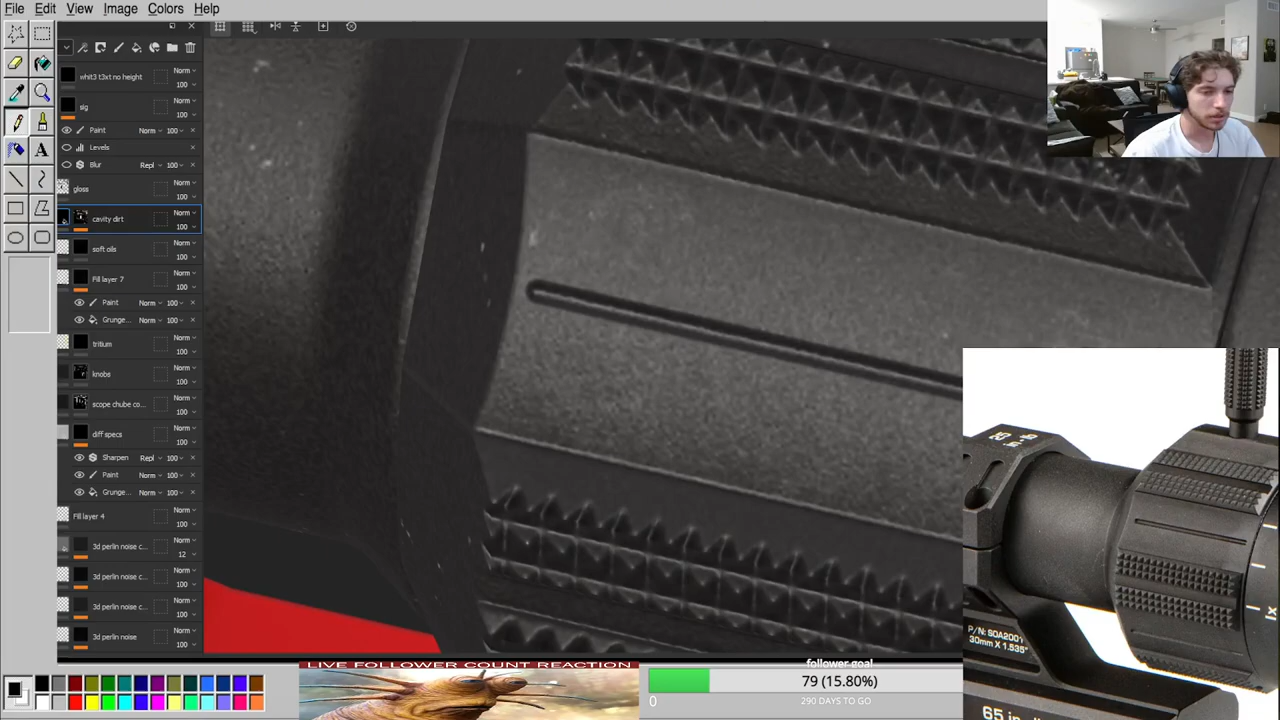 File Edit View Image Colors Help
whit3 t3xt no height
Norm
100
sig
Norm
100
Paint Norm 100
Levels
Blur Repl 100
gloss
Norm
100
cavity dirt
Norm
100
soft oils
Norm
100
Fill layer 7
Norm
100
Paint Norm 100
Grunge... Norm 100
tritium
Norm
100
knobs
Norm
100
scope chube co...
Norm
100
diff specs
Norm
100
Sharpen Repl 100
Paint Norm 100
Grunge... Norm 100
Fill layer 4
Norm
100
3d perlin noise c...
Norm
12
3d perlin noise c...
Norm
100
3d perlin noise c...
Norm
100
3d perlin noise
Norm
100
A
P/N: SOA2001
30mm X 1.535"
LIVE FOLLOWER COUNT REACTION
follower goal
79 (15.80%)
0
290 DAYS TO GO